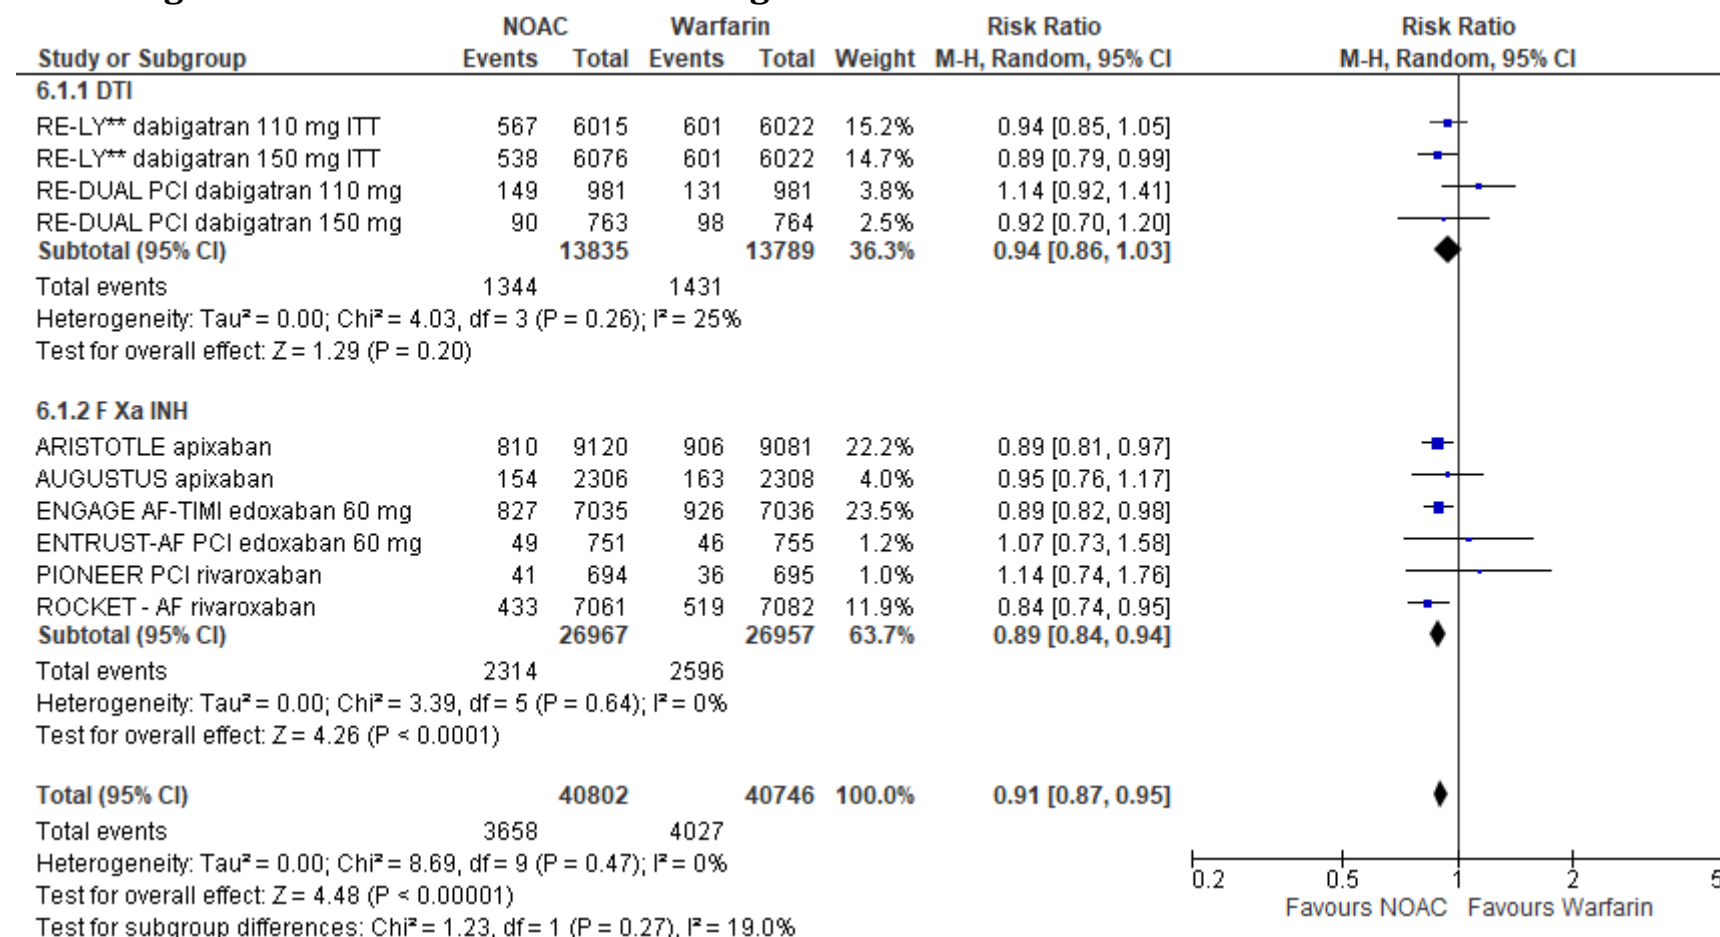 NOAC Warfarin Risk Ratio Risk Ratio
Study or Subgroup Events Total Events Total Weight M-H, Random, 95% CI M-H, Random, 95% CI
6.1.1 DTI
RE-LY** dabigatran 110 mg ITT 567 6015 601 6022 15.2% 0.94 [0.85, 1.05]
RE-LY** dabigatran 150 mg ITT 538 6076 601 6022 14.7% 0.89 [0.79, 0.99]
RE-DUAL PCI dabigatran 110 mg 149 981 131 981 3.8% 1.14 [0.92, 1.41]
RE-DUAL PCI dabigatran 150 mg 90 763 98 764 2.5% 0.92 [0.70, 1.20]
Subtotal (95% CI) 13835 13789 36.3% 0.94 [0.86, 1.03]
Total events 1344 1431
Heterogeneity: Tau² = 0.00; Chi² = 4.03, df = 3 (P = 0.26); I² = 25%
Test for overall effect: Z = 1.29 (P = 0.20)
6.1.2 F Xa INH
ARISTOTLE apixaban 810 9120 906 9081 22.2% 0.89 [0.81, 0.97]
AUGUSTUS apixaban 154 2306 163 2308 4.0% 0.95 [0.76, 1.17]
ENGAGE AF-TIMI edoxaban 60 mg 827 7035 926 7036 23.5% 0.89 [0.82, 0.98]
ENTRUST-AF PCI edoxaban 60 mg 49 751 46 755 1.2% 1.07 [0.73, 1.58]
PIONEER PCI rivaroxaban 41 694 36 695 1.0% 1.14 [0.74, 1.76]
ROCKET - AF rivaroxaban 433 7061 519 7082 11.9% 0.84 [0.74, 0.95]
Subtotal (95% CI) 26967 26957 63.7% 0.89 [0.84, 0.94]
Total events 2314 2596
Heterogeneity: Tau² = 0.00; Chi² = 3.39, df = 5 (P = 0.64); I² = 0%
Test for overall effect: Z = 4.26 (P < 0.0001)
Total (95% CI) 40802 40746 100.0% 0.91 [0.87, 0.95]
Total events 3658 4027
Heterogeneity: Tau² = 0.00; Chi² = 8.69, df = 9 (P = 0.47); I² = 0%
Test for overall effect: Z = 4.48 (P < 0.00001)
Test for subgroup differences: Chi² = 1.23, df = 1 (P = 0.27), I² = 19.0%
0.2 0.5 1 2 5
Favours NOAC Favours Warfarin